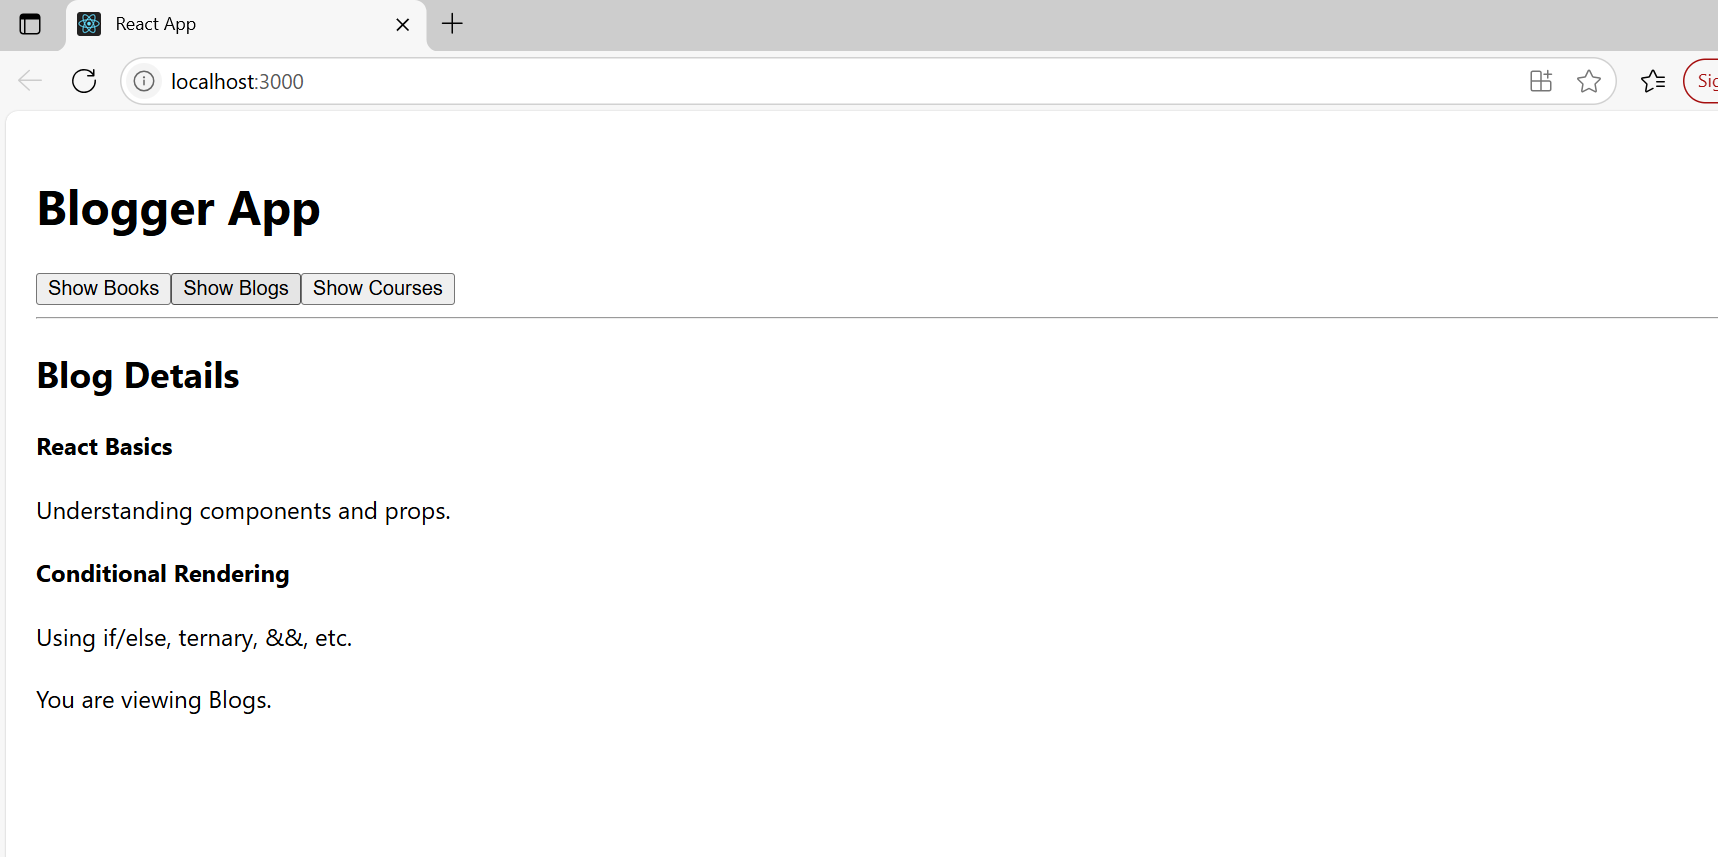 React App
localhost:3000
Blogger App
Show Books Show Blogs Show Courses
Blog Details
React Basics
Understanding components and props.
Conditional Rendering
Using if/else, ternary, &&, etc.
You are viewing Blogs.